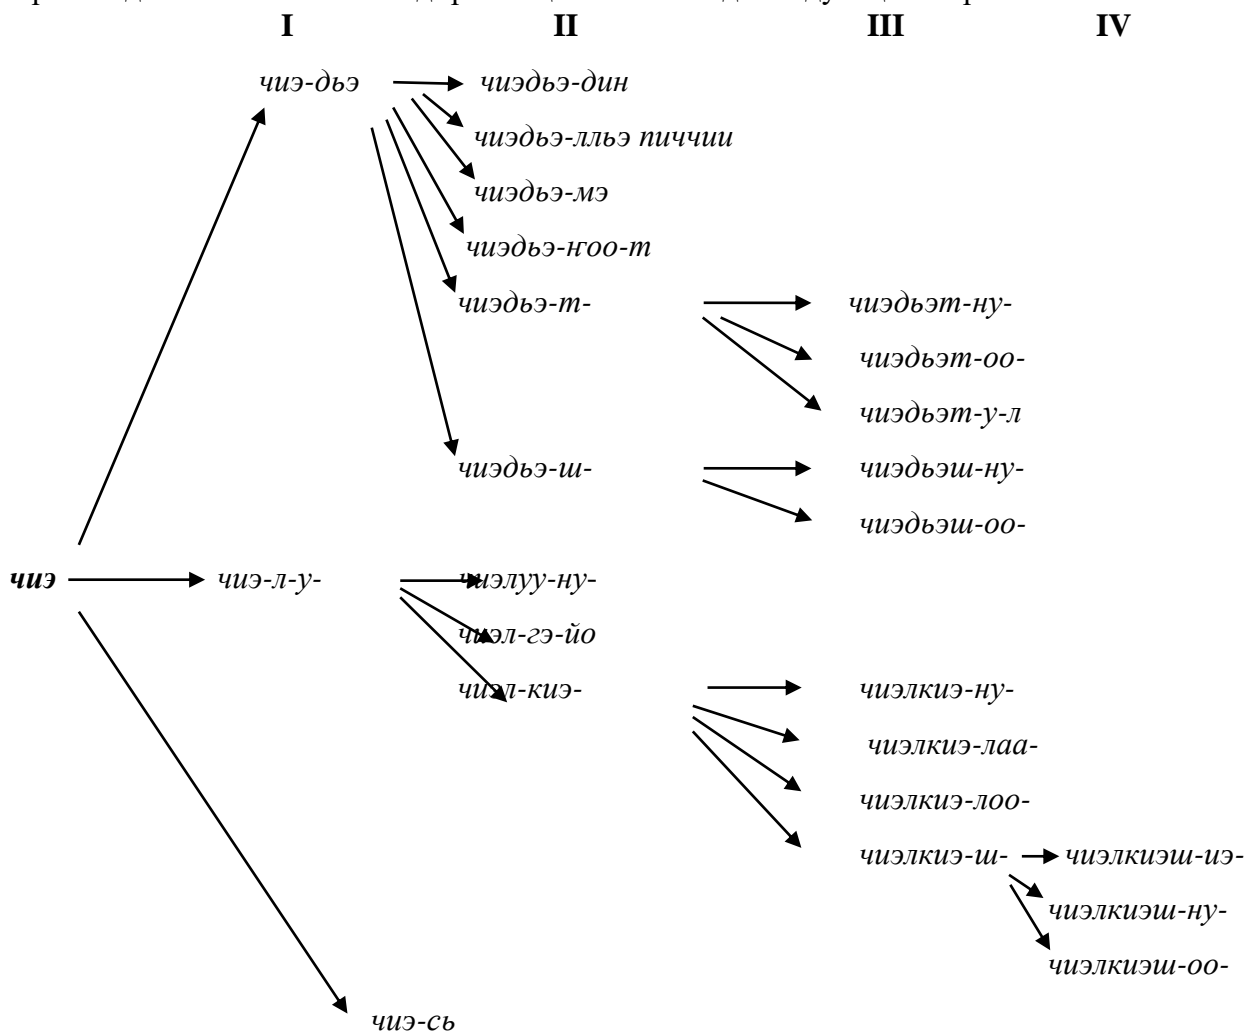 I II III IV
чиэ-дьэ чиэдьэ-дин
чиэдьэ-лльэ пиччии
чиэдьэ-мэ
чиэдьэ-ҥоо-т
чиэдьэ-т- чиэдьэт-ну-
чиэдьэт-оо-
чиэдьэт-у-л
чиэдьэ-ш- чиэдьэш-ну-
чиэдьэш-оо-
чиэ чиэ-л-у- чиэлуу-ну-
чиэл-гэ-йо
чиэл-киэ- чиэлкиэ-ну-
чиэлкиэ-лаа-
чиэлкиэ-лоо-
чиэлкиэ-ш- чиэлкиэш-иэ-
чиэлкиэш-ну-
чиэлкиэш-оо-
чиэ-сь